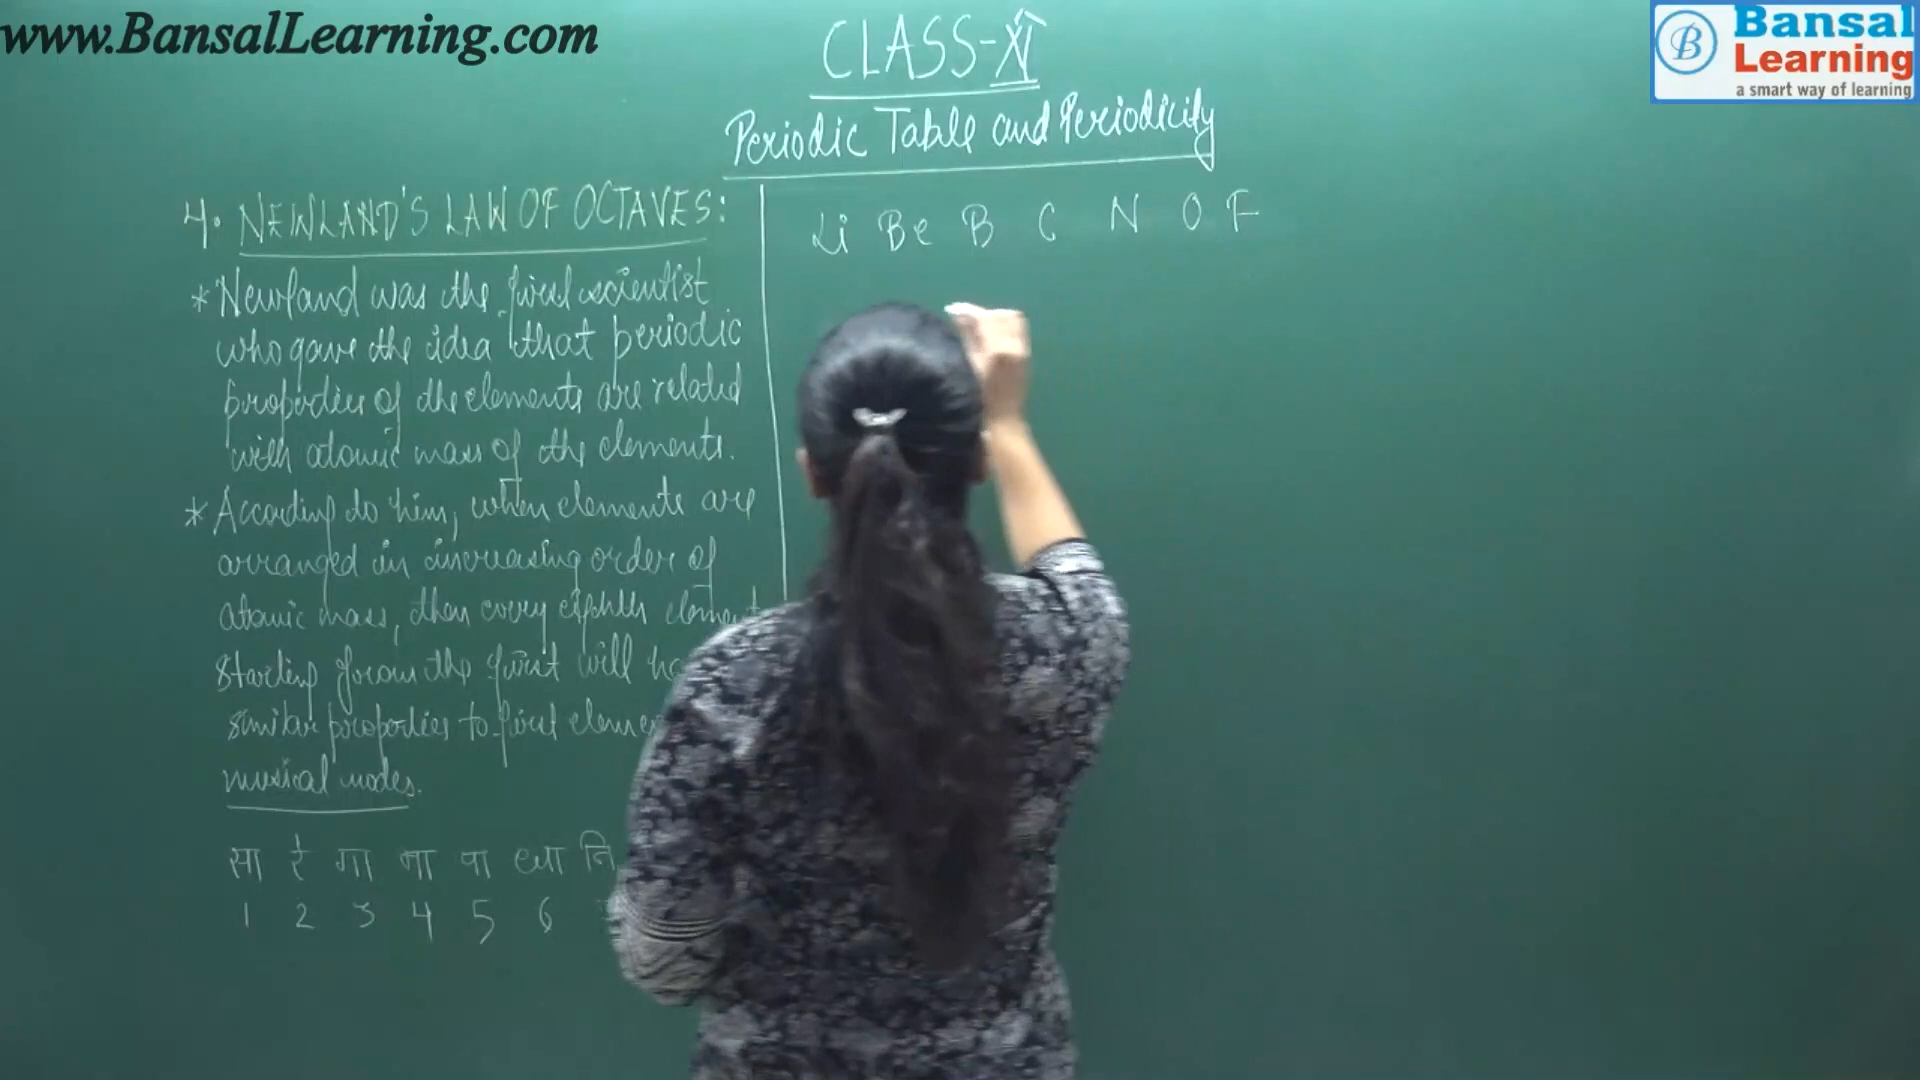 www.BansalLearning.com
Bansal
Learning
a smart way of learning
CLASS-XI
Periodic Table and Periodicity
4. NEWLAND'S LAW OF OCTAVES:
* Newland was the first scientist
who gave the idea that periodic
properties of the elements are related
with atomic mass of the elements.
* According to him, when elements are
arranged in increasing order of
atomic mass, then every eighth element
starting from the first will
similar properties to first
musical nodes.
सा रे गा मा पा धा नि
1 2 3 4 5 6
Li Be B C N O F